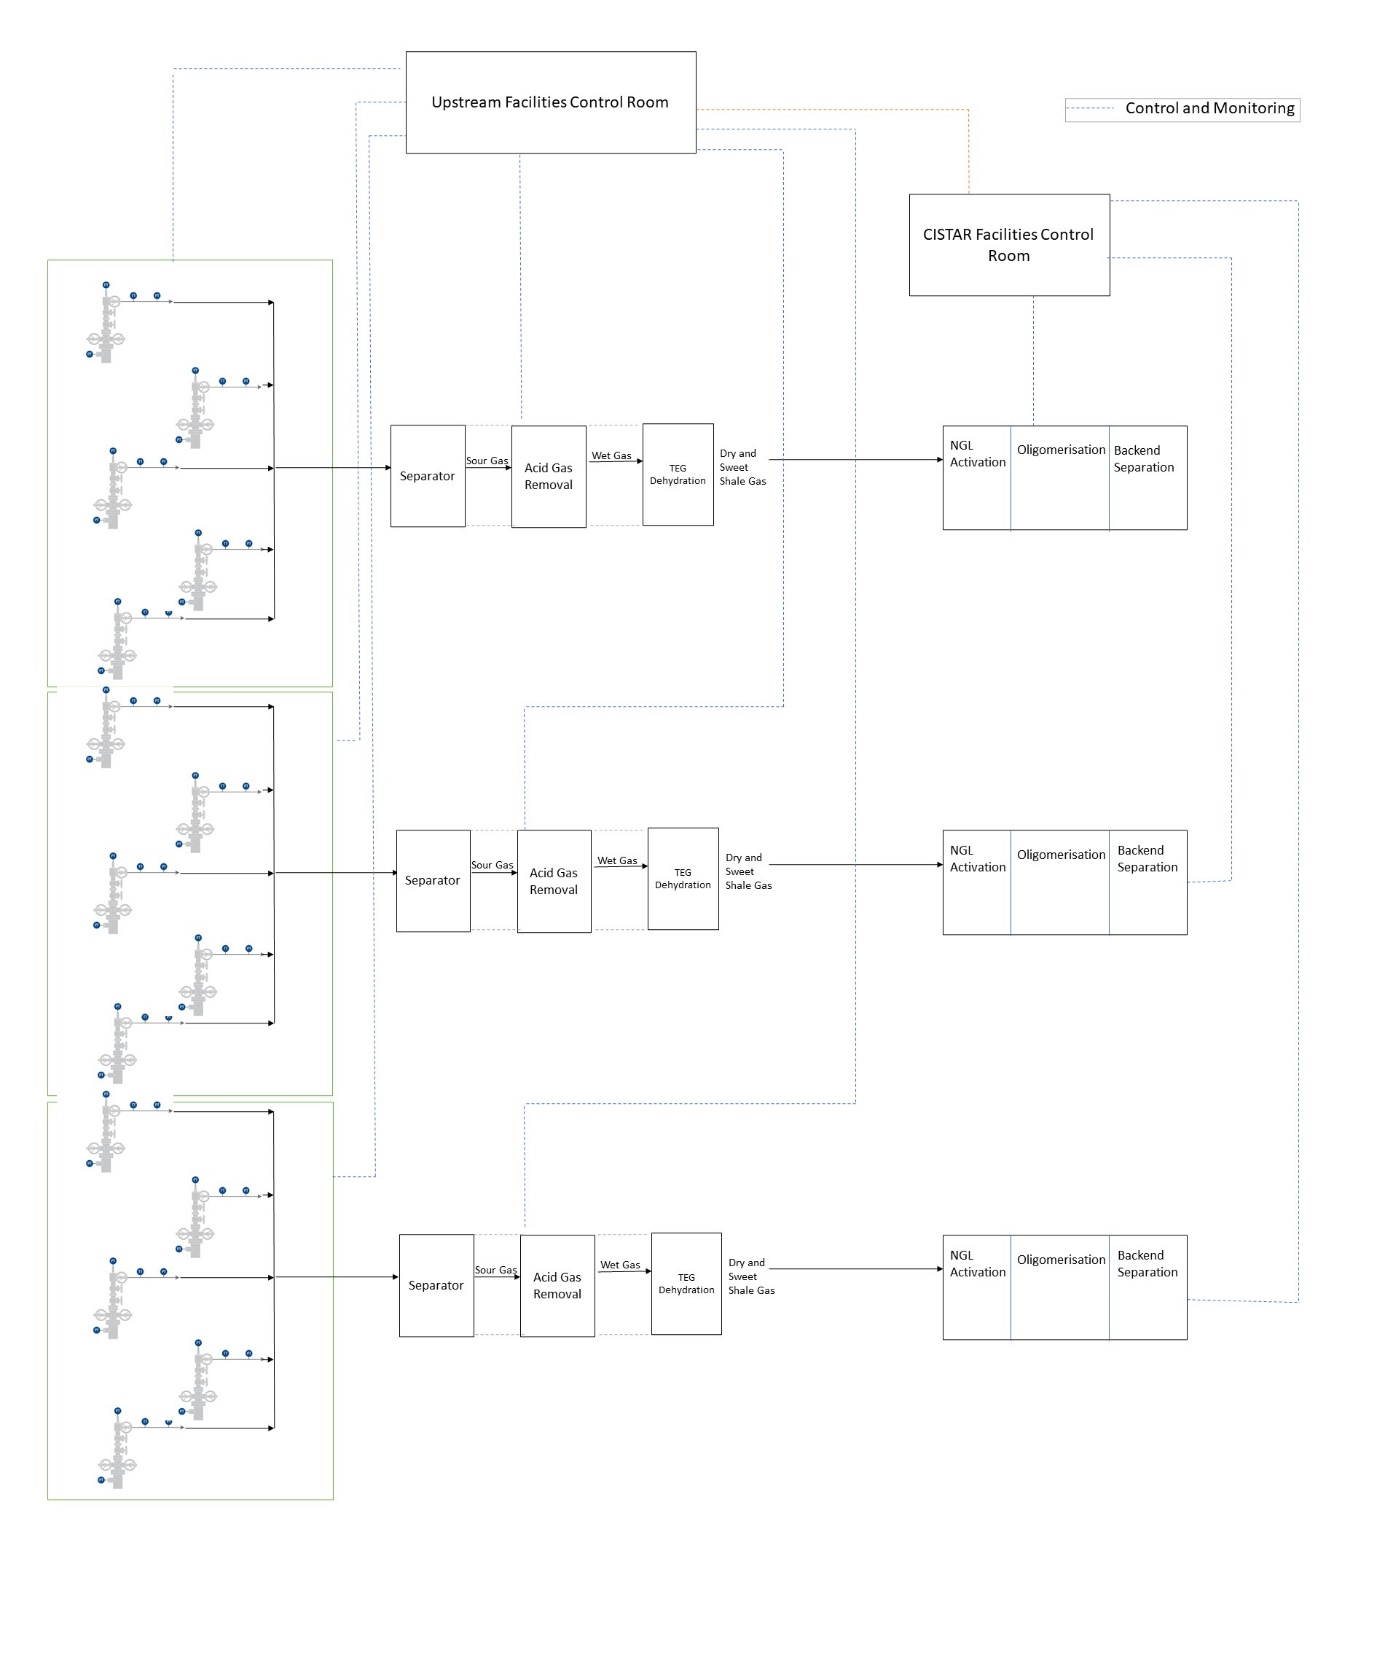 Upstream Facilities Control Room
Control and Monitoring
CISTAR Facilities Control
Room
Separator
Sour Gas
Acid Gas
Removal
Wet Gas
TEG
Dehydration
Dry and
Sweet
Shale Gas
NGL
Activation
Oligomerisation
Backend
Separation
Separator
Sour Gas
Acid Gas
Removal
Wet Gas
TEG
Dehydration
Dry and
Sweet
Shale Gas
NGL
Activation
Oligomerisation
Backend
Separation
Separator
Sour Gas
Acid Gas
Removal
Wet Gas
TEG
Dehydration
Dry and
Sweet
Shale Gas
NGL
Activation
Oligomerisation
Backend
Separation